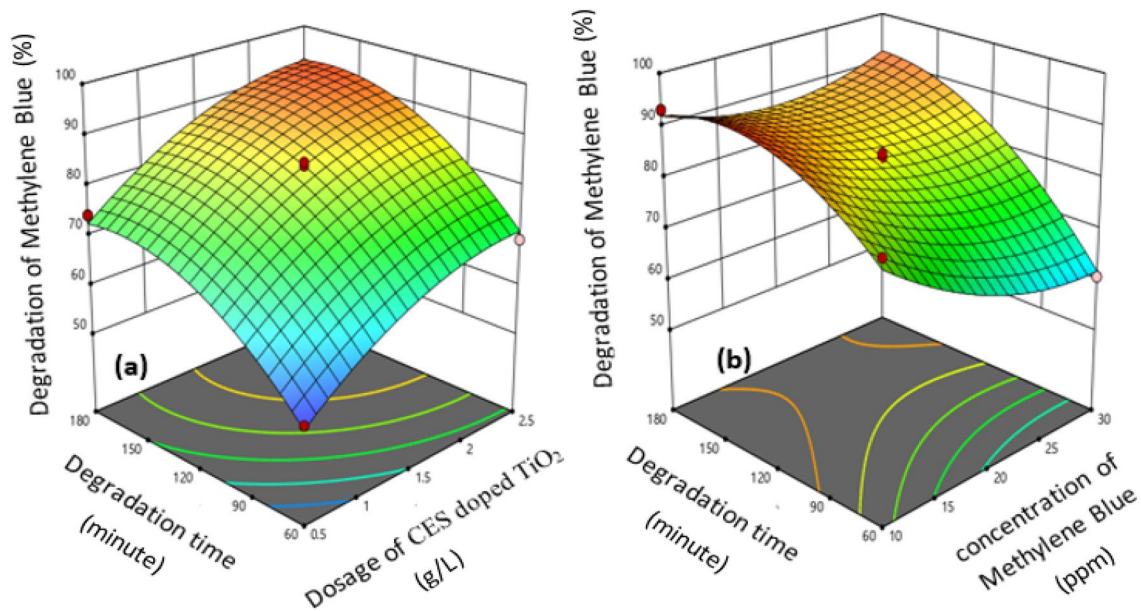 Degradation of Methylene Blue (%)
100
90
80
70
60
50
(a)
180
150
120
90
60
0.5
1
1.5
2
2.5
Degradation time
(minute)
Dosage of CES doped TiO₂
(g/L)
Degradation of Methylene Blue (%)
100
90
80
70
60
50
(b)
180
150
120
90
60
10
15
20
25
30
Degradation time
(minute)
concentration of
Methylene Blue
(ppm)